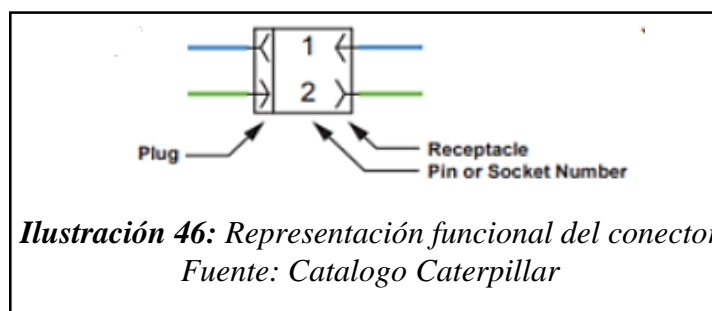 1
2
Plug
Receptacle
Pin or Socket Number
Ilustración 46: Representación funcional del conector
Fuente: Catalogo Caterpillar